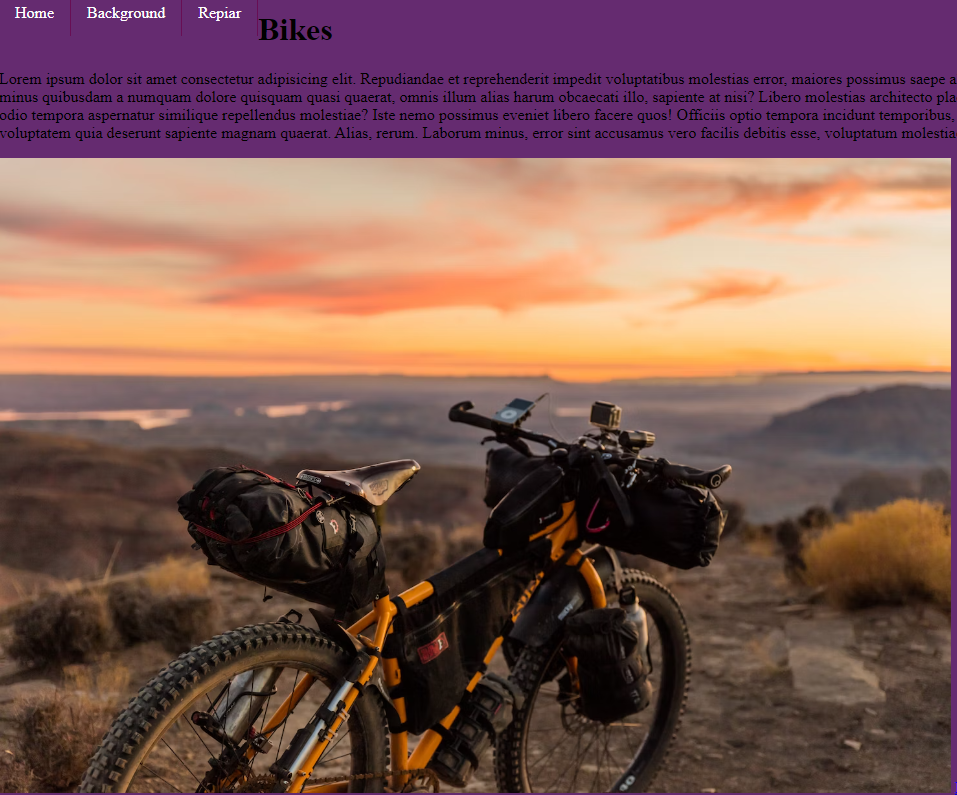 Home Background Repiar
Bikes
Lorem ipsum dolor sit amet consectetur adipisicing elit. Repudiandae et reprehenderit impedit voluptatibus molestias error, maiores possimus saepe a
minus quibusdam a numquam dolore quisquam quasi quaerat, omnis illum alias harum obcaecati illo, sapiente at nisi? Libero molestias architecto pla
odio tempora aspernatur similique repellendus molestiae? Iste nemo possimus eveniet libero facere quos! Officiis optio tempora incidunt temporibus,
voluptatem quia deserunt sapiente magnam quaerat. Alias, rerum. Laborum minus, error sint accusamus vero facilis debitis esse, voluptatum molestia